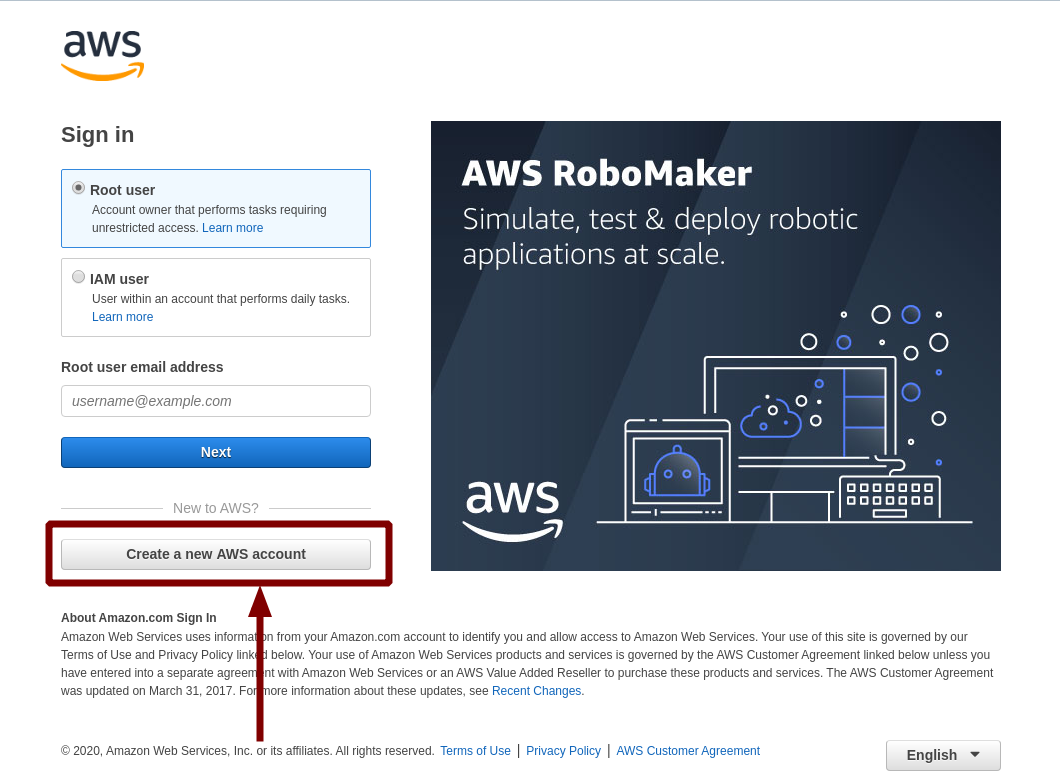 aws
Sign in
Root user
Account owner that performs tasks requiring
unrestricted access. Learn more
IAM user
User within an account that performs daily tasks.
Learn more
Root user email address
username@example.com
Next
New to AWS?
Create a new AWS account
AWS RoboMaker
Simulate, test & deploy robotic
applications at scale.
aws
About Amazon.com Sign In
Amazon Web Services uses information from your Amazon.com account to identify you and allow access to Amazon Web Services. Your use of this site is governed by our
Terms of Use and Privacy Policy linked below. Your use of Amazon Web Services products and services is governed by the AWS Customer Agreement linked below unless you
have entered into a separate agreement with Amazon Web Services or an AWS Value Added Reseller to purchase these products and services. The AWS Customer Agreement
was updated on March 31, 2017. For more information about these updates, see Recent Changes.
© 2020, Amazon Web Services, Inc. or its affiliates. All rights reserved. Terms of Use | Privacy Policy | AWS Customer Agreement
English